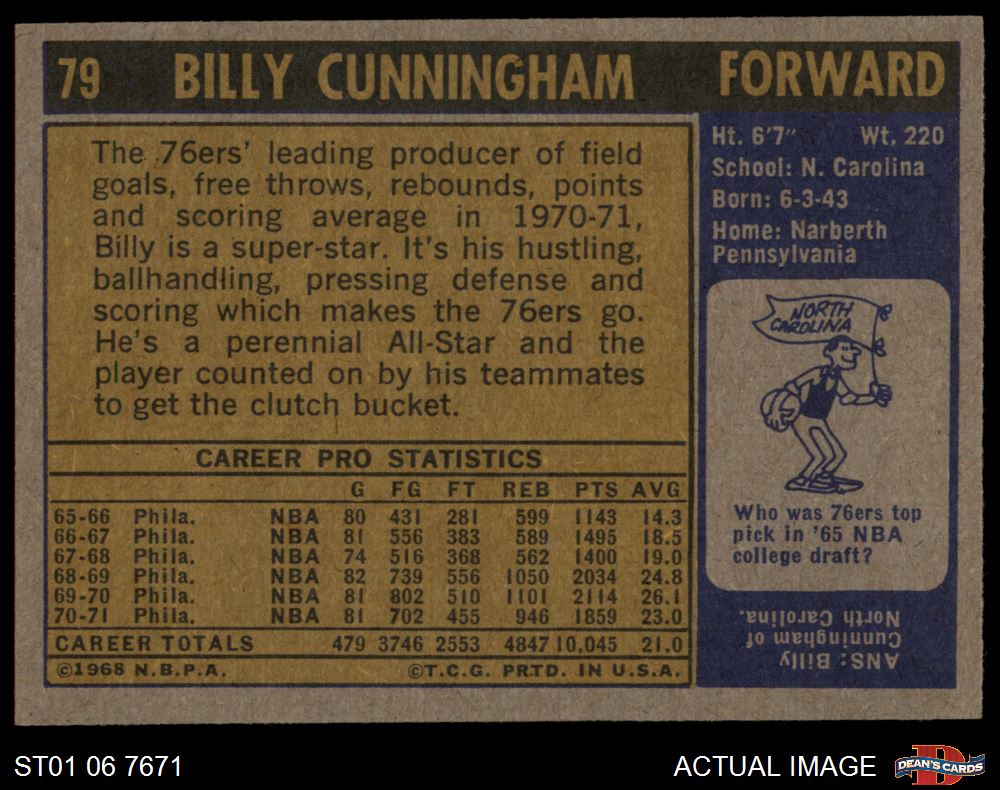 79 BILLY CUNNINGHAM FORWARD
The 76ers' leading producer of field
goals, free throws, rebounds, points
and scoring average in 1970-71,
Billy is a super-star. It's his hustling,
ballhandling, pressing defense and
scoring which makes the 76ers go.
He's a perennial All-Star and the
player counted on by his teammates
to get the clutch bucket.
CAREER PRO STATISTICS
G FG FT REB PTS AVG
65-66 Phila. NBA 80 431 281 599 1143 14.3
66-67 Phila. NBA 81 556 383 589 1495 18.5
67-68 Phila. NBA 74 516 368 562 1400 19.0
68-69 Phila. NBA 82 739 556 1050 2034 24.8
69-70 Phila. NBA 81 802 510 1101 2114 26.1
70-71 Phila. NBA 81 702 455 946 1859 23.0
CAREER TOTALS 479 3746 2553 4847 10,045 21.0
©1968 N.B.P.A. ©T.C.G. PRTD. IN U.S.A.
Ht. 6'7" Wt. 220
School: N. Carolina
Born: 6-3-43
Home: Narberth
Pennsylvania
NORTH
CAROLINA
Who was 76ers top
pick in '65 NBA
college draft?
ANS: Billy
Cunningham of
North Carolina.
ST01 06 7671 ACTUAL IMAGE DEAN'S CARDS